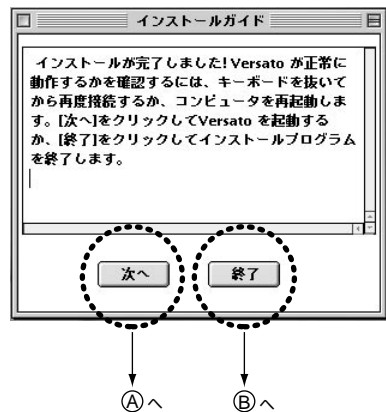 インストールガイド
インストールが完了しました! Versato が正常に
動作するかを確認するには、キーボードを抜いて
から再度接続するか、コンピュータを再起動しま
す。[次へ]をクリックしてVersato を起動する
か、[終了]をクリックしてインストールプログラム
を終了します。
次へ 終了
Ⓐへ Ⓑへ